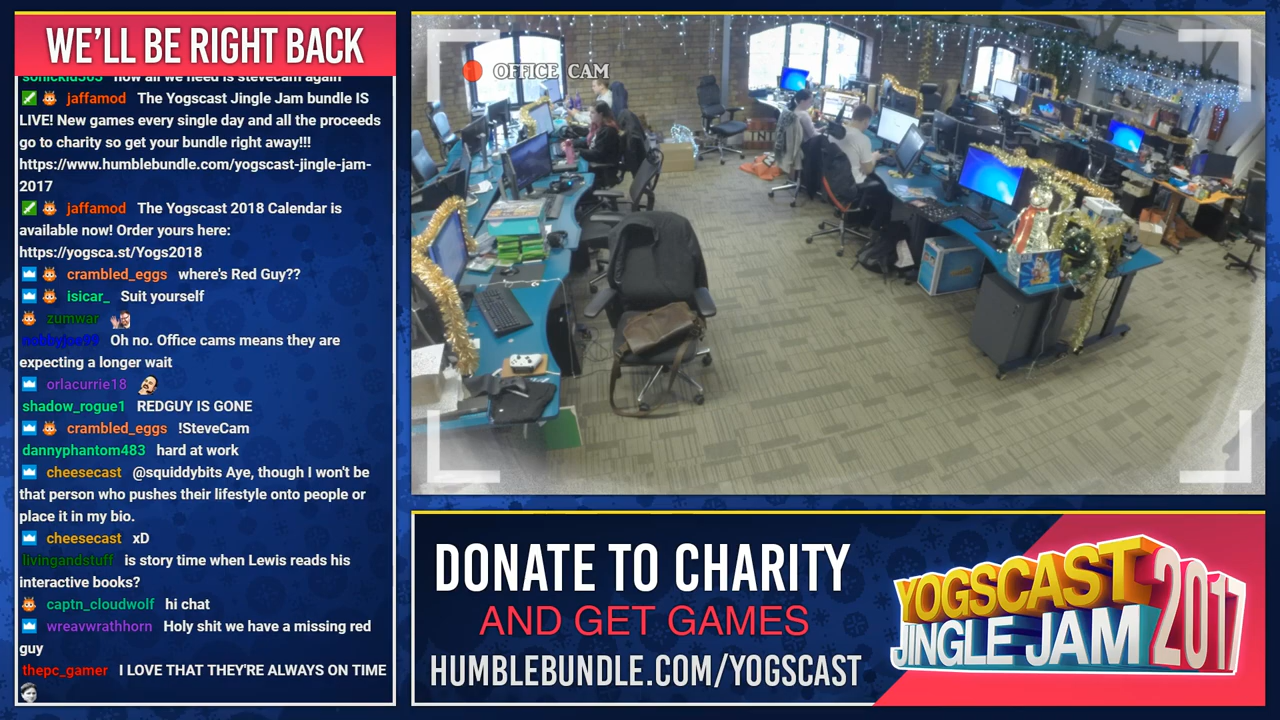 WE'LL BE RIGHT BACK
sonickid305 now all we need is stevecam again
jaffamod The Yogscast Jingle Jam bundle IS
LIVE! New games every single day and all the proceeds
go to charity so get your bundle right away!!!
https://www.humblebundle.com/yogscast-jingle-jam-
2017
jaffamod The Yogscast 2018 Calendar is
available now! Order yours here:
https://yogsca.st/Yogs2018
crambled_eggs where's Red Guy??
isicar_ Suit yourself
zumwar
Oh no. Office cams means they are
expecting a longer wait
orlacurrie18
shadow_rogue1 REDGUY IS GONE
crambled_eggs !SteveCam
dannyphantom483 hard at work
cheesecast @squiddybits Aye, though I won't be
that person who pushes their lifestyle onto people or
place it in my bio.
cheesecast xD
livingandstuff is story time when Lewis reads his
interactive books?
captn_cloudwolf hi chat
wreavwrathhorn Holy shit we have a missing red
guy
thepc_gamer I LOVE THAT THEY'RE ALWAYS ON TIME
OFFICE CAM
DONATE TO CHARITY
AND GET GAMES
HUMBLEBUNDLE.COM/YOGSCAST
YOGSCAST
JINGLE JAM
2017